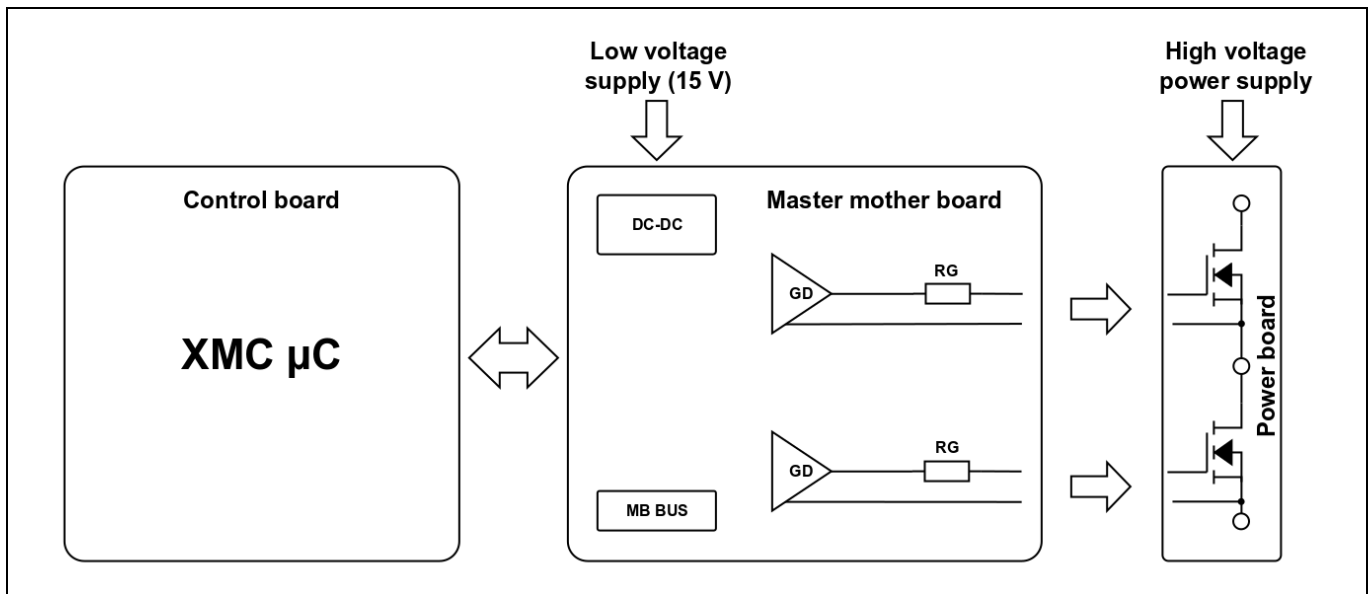 Low voltage
supply (15 V)
High voltage
power supply
Control board
XMC µC
Master mother board
DC-DC
GD
RG
GD
RG
MB BUS
Power board